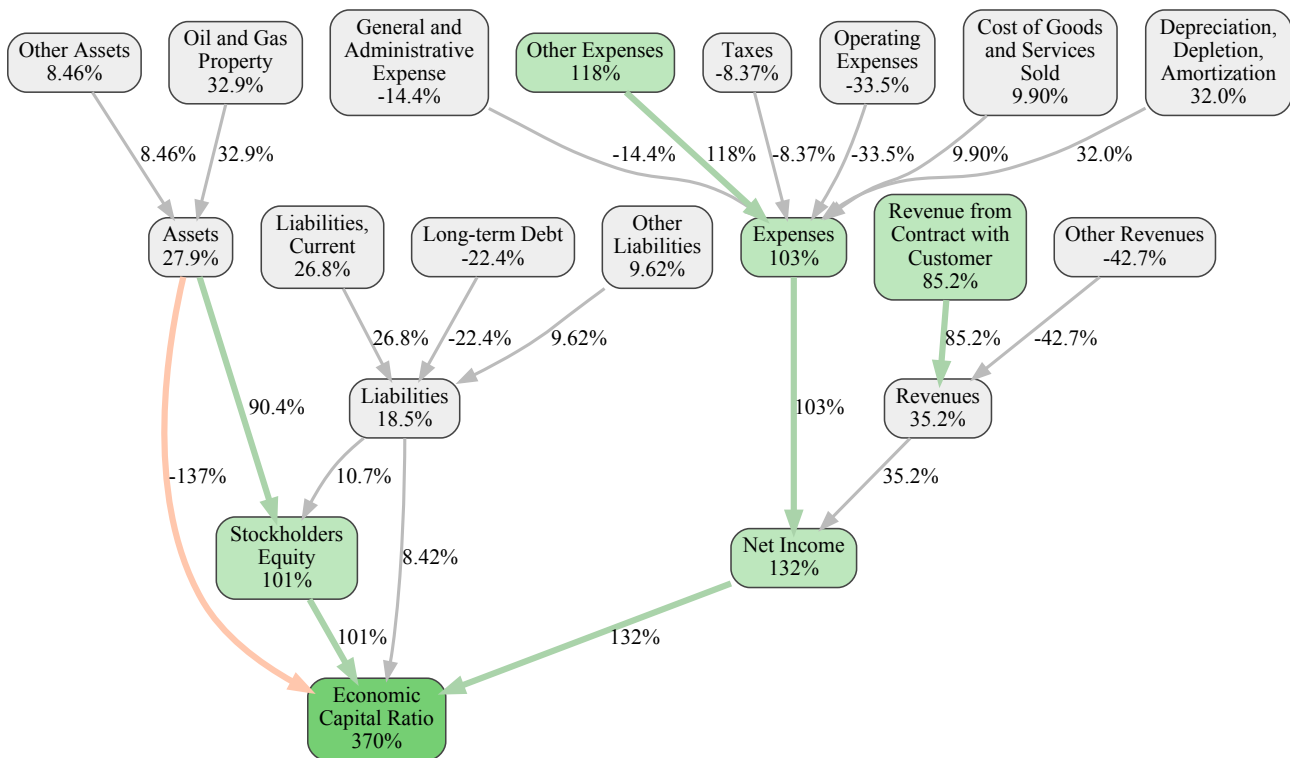 Other Assets
8.46%
Oil and Gas
Property
32.9%
General and
Administrative
Expense
-14.4%
Other Expenses
118%
Taxes
-8.37%
Operating
Expenses
-33.5%
Cost of Goods
and Services
Sold
9.90%
Depreciation,
Depletion,
Amortization
32.0%
8.46%
32.9%
-14.4%
118%
-8.37%
-33.5%
9.90%
32.0%
Assets
27.9%
Liabilities,
Current
26.8%
Long-term Debt
-22.4%
Other
Liabilities
9.62%
Expenses
103%
Revenue from
Contract with
Customer
85.2%
Other Revenues
-42.7%
26.8%
-22.4%
9.62%
85.2%
-42.7%
90.4%
Liabilities
18.5%
103%
Revenues
35.2%
-137%
10.7%
35.2%
Stockholders
Equity
101%
8.42%
Net Income
132%
101%
132%
Economic
Capital Ratio
370%